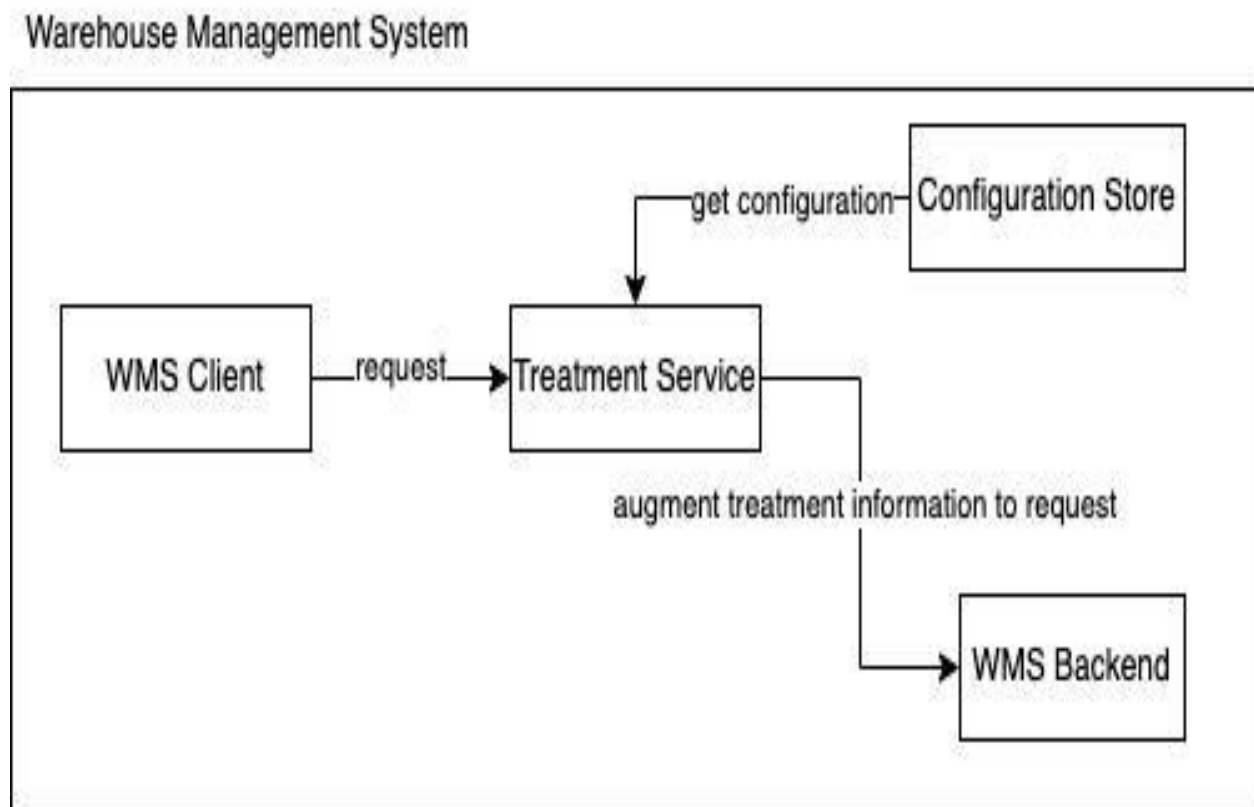 Warehouse Management System
get configuration
Configuration Store
WMS Client
request
Treatment Service
augment treatment information to request
WMS Backend